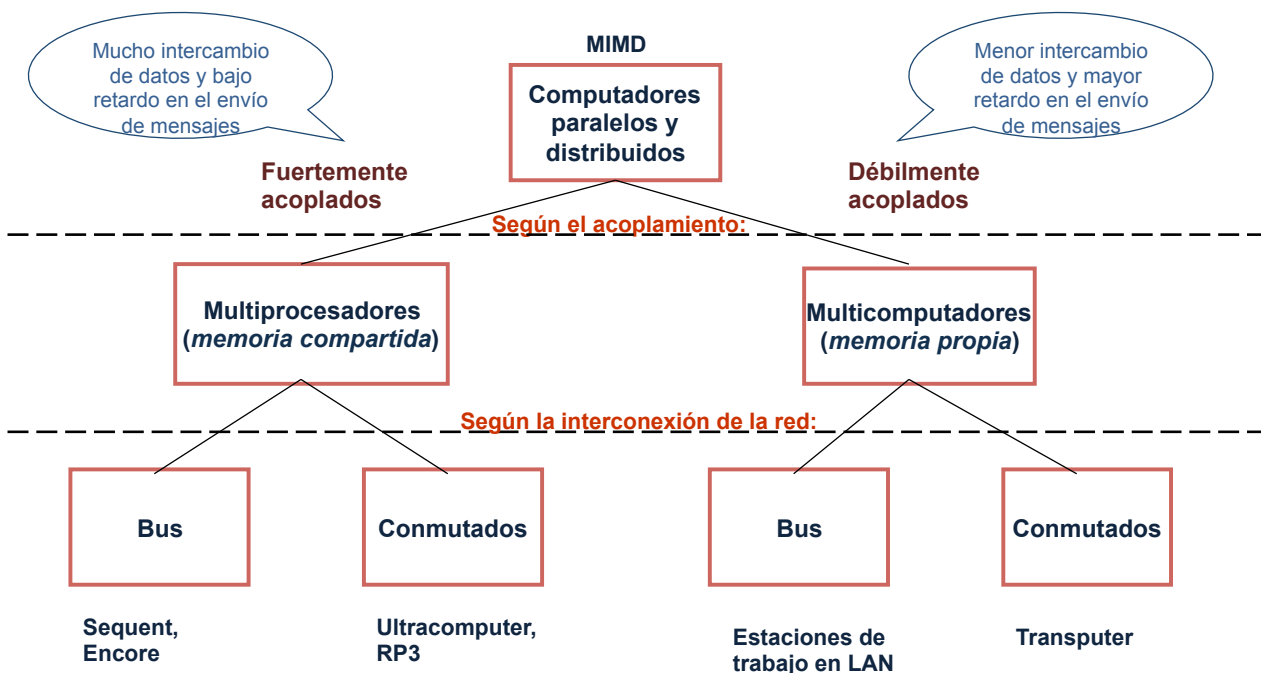 Mucho intercambio
de datos y bajo
retardo en el envío
de mensajes
MIMD
Computadores
paralelos y
distribuidos
Menor intercambio
de datos y mayor
retardo en el envío
de mensajes
Fuertemente
acoplados
Débilmente
acoplados
Según el acoplamiento:
Multiprocesadores
(memoria compartida)
Multicomputadores
(memoria propia)
Según la interconexión de la red:
Bus
Conmutados
Bus
Conmutados
Sequent,
Encore
Ultracomputer,
RP3
Estaciones de
trabajo en LAN
Transputer